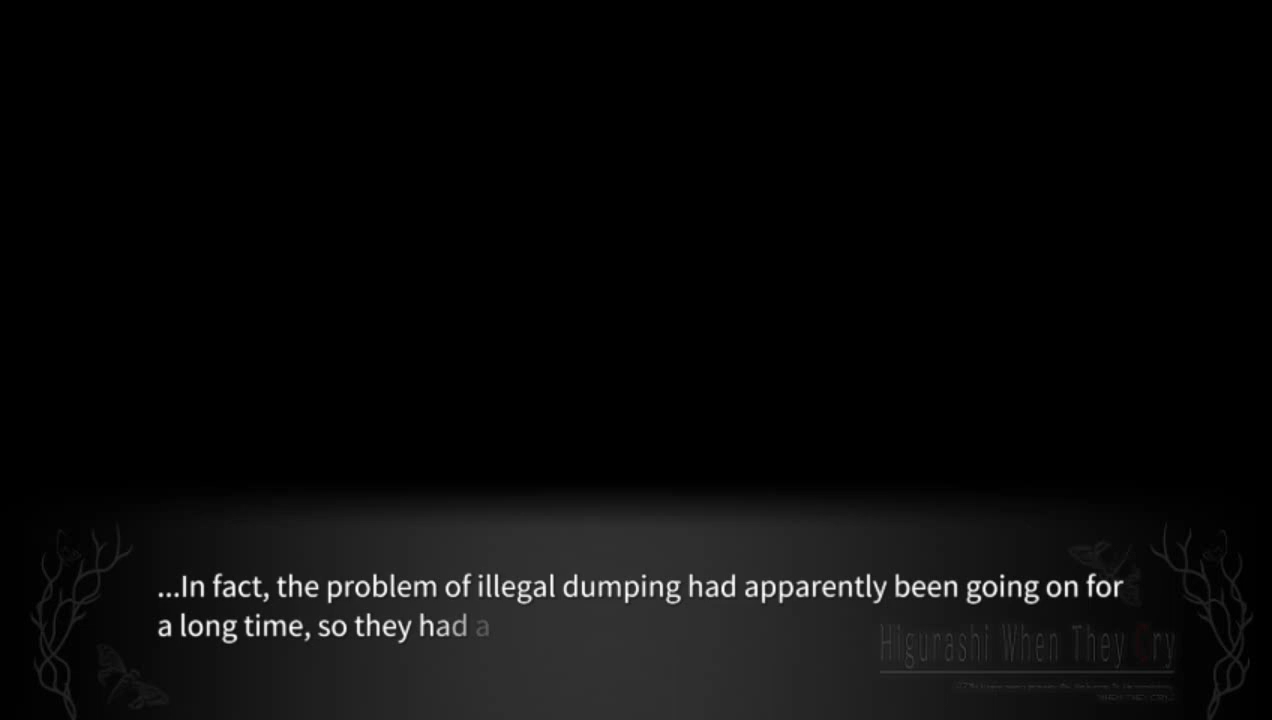 ...In fact, the problem of illegal dumping had apparently been going on for
a long time, so they had a
Higurashi When They Cry